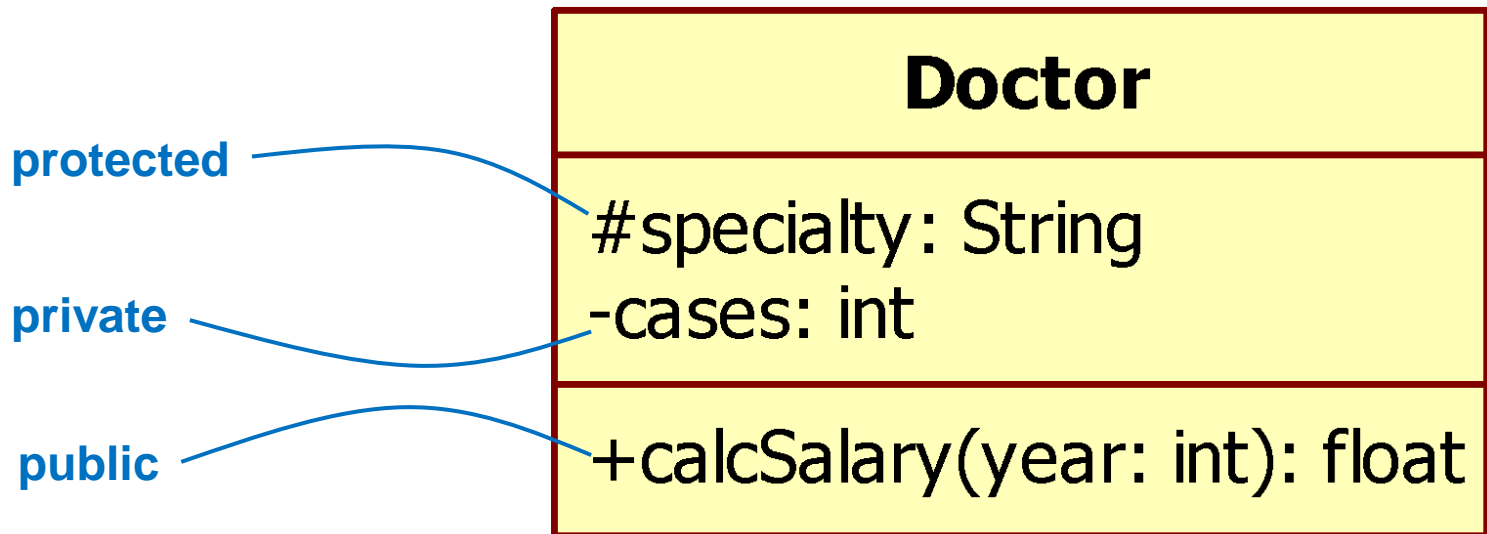 Doctor
protected
#specialty: String
private
-cases: int
public
+calcSalary(year: int): float